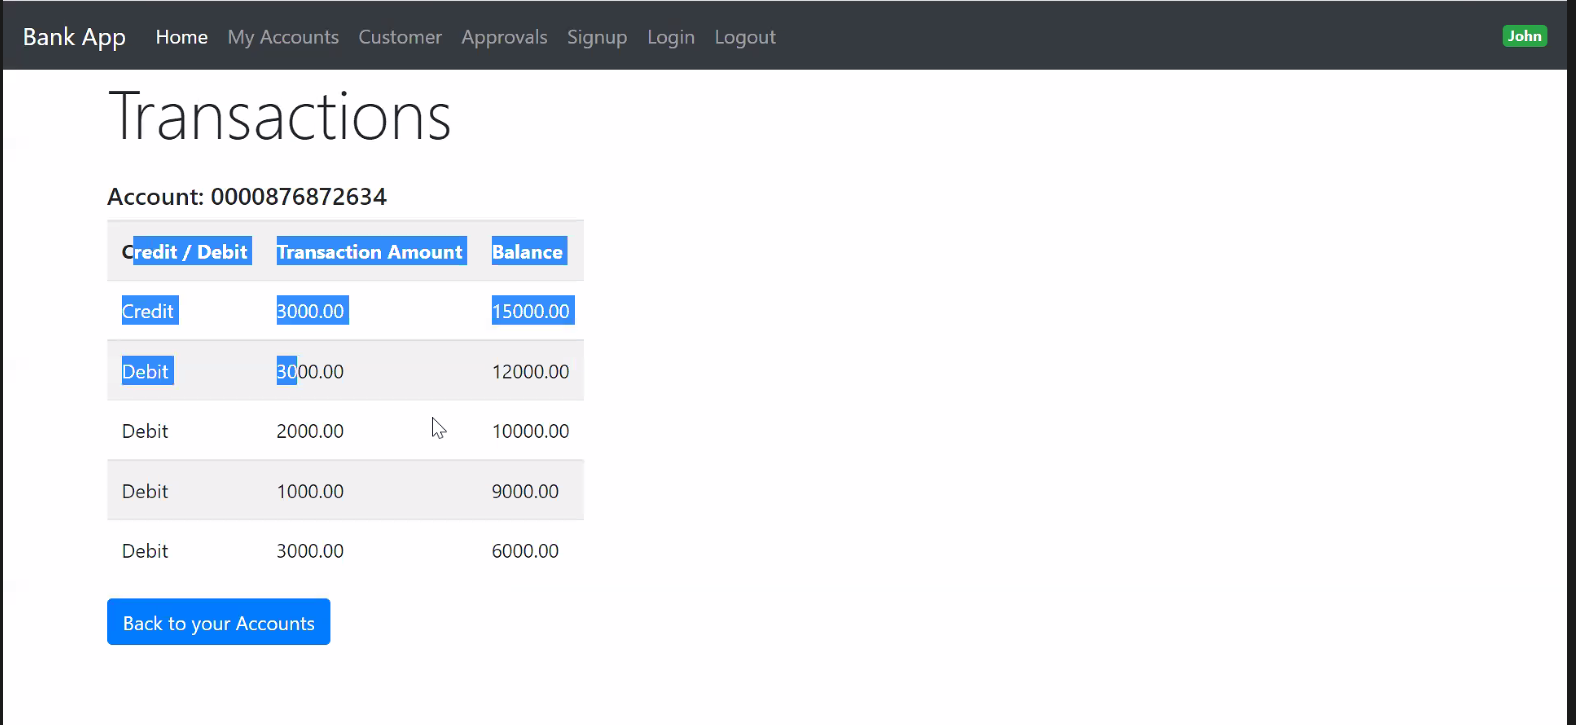 Bank App Home My Accounts Customer Approvals Signup Login Logout John
Transactions
Account: 0000876872634
Credit / Debit Transaction Amount Balance
Credit 3000.00 15000.00
Debit 3000.00 12000.00
Debit 2000.00 10000.00
Debit 1000.00 9000.00
Debit 3000.00 6000.00
Back to your Accounts